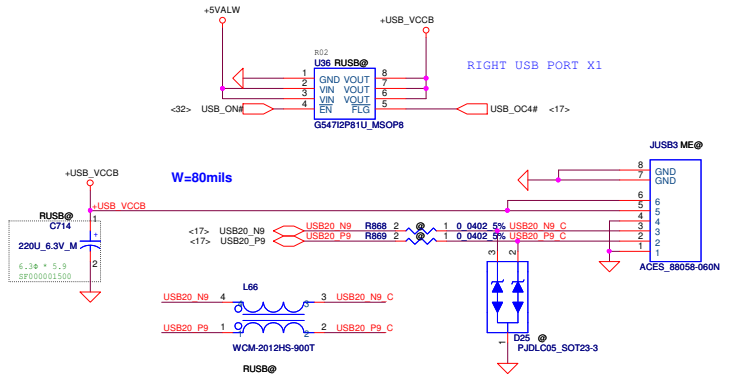 +5VALW
+USB_VCCB
R02
U36 RUSB@
RIGHT USB PORT X1
1 GND VOUT 8
2 VIN VOUT 7
3 VIN VOUT 6
4 EN FLG 5
<32> USB_ON#
USB_OC4# <17>
G547I2P81U_MSOP8
JUSB3 ME@
+USB_VCCB
W=80mils
8 GND
7 GND
6 6
5 5
4 4
3 3
2 2
1 1
ACES_88058-060N
+USB_VCCB
RUSB@
C714
1
+
220U_6.3V_M
2
6.3Φ * 5.9
SF000001500
<17> USB20_N9 USB20_N9 R868 2 @ 1 0_0402_5% USB20_N9_C
<17> USB20_P9 USB20_P9 R869 2 @ 1 0_0402_5% USB20_P9_C
3 2
L66
USB20_N9 4 4 3 3 USB20_N9_C
USB20_P9 1 1 2 2 USB20_P9_C
WCM-2012HS-900T
RUSB@
1
D25 @
PJDLC05_SOT23-3